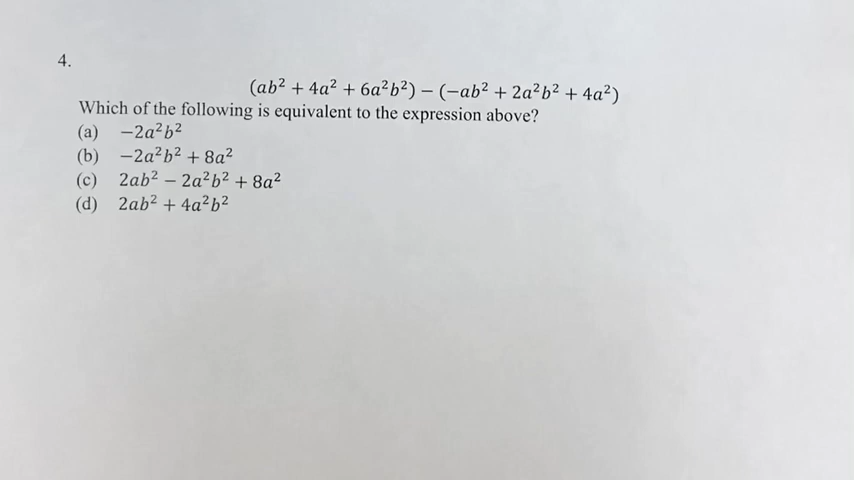 4.
(ab² + 4a² + 6a²b²) − (−ab² + 2a²b² + 4a²)
Which of the following is equivalent to the expression above?
(a) −2a²b²
(b) −2a²b² + 8a²
(c) 2ab² − 2a²b² + 8a²
(d) 2ab² + 4a²b²